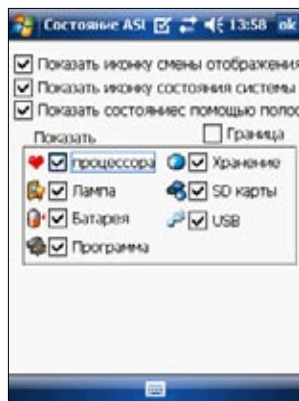 Состояние ASU 13:58 ok
Показать иконку смены отображения
Показать иконку состояния системы
Показать состояниес помощью полос
Показать Граница
процессора Хранение
Лампа SD карты
Батарея USB
Программа